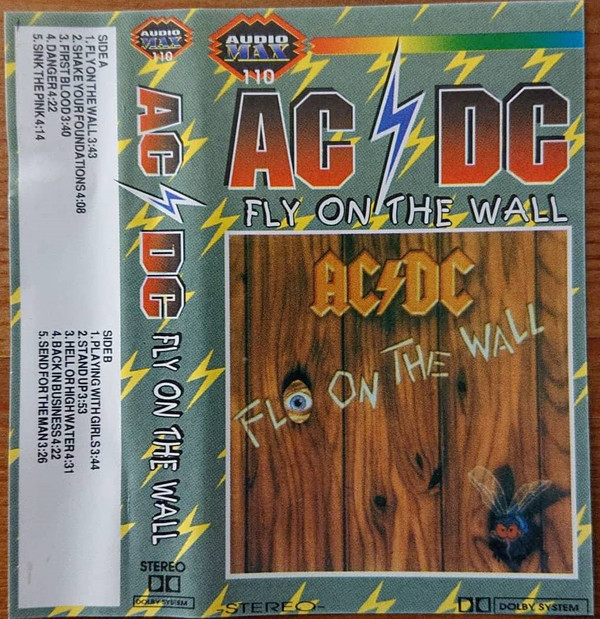 SIDE A
1. FLY ON THE WALL 3:43
2. SHAKE YOUR FOUNDATIONS 4:08
3. FIRST BLOOD 3:40
4. DANGER 4:22
5. SINK THE PINK 4:14
SIDE B
1. PLAYING WITH GIRLS 3:44
2. STAND UP 3:53
3. HELL OR HIGH WATER 4:31
4. BACK IN BUSINESS 4:22
5. SEND FOR THE MAN 3:26
AUDIO
MAX
110
AC DC FLY ON THE WALL
STEREO
DOLBY SYSTEM
AUDIO
MAX
110
AC DC
FLY ON THE WALL
AC DC
FL ON THE WALL
-STEREO-
DOLBY SYSTEM